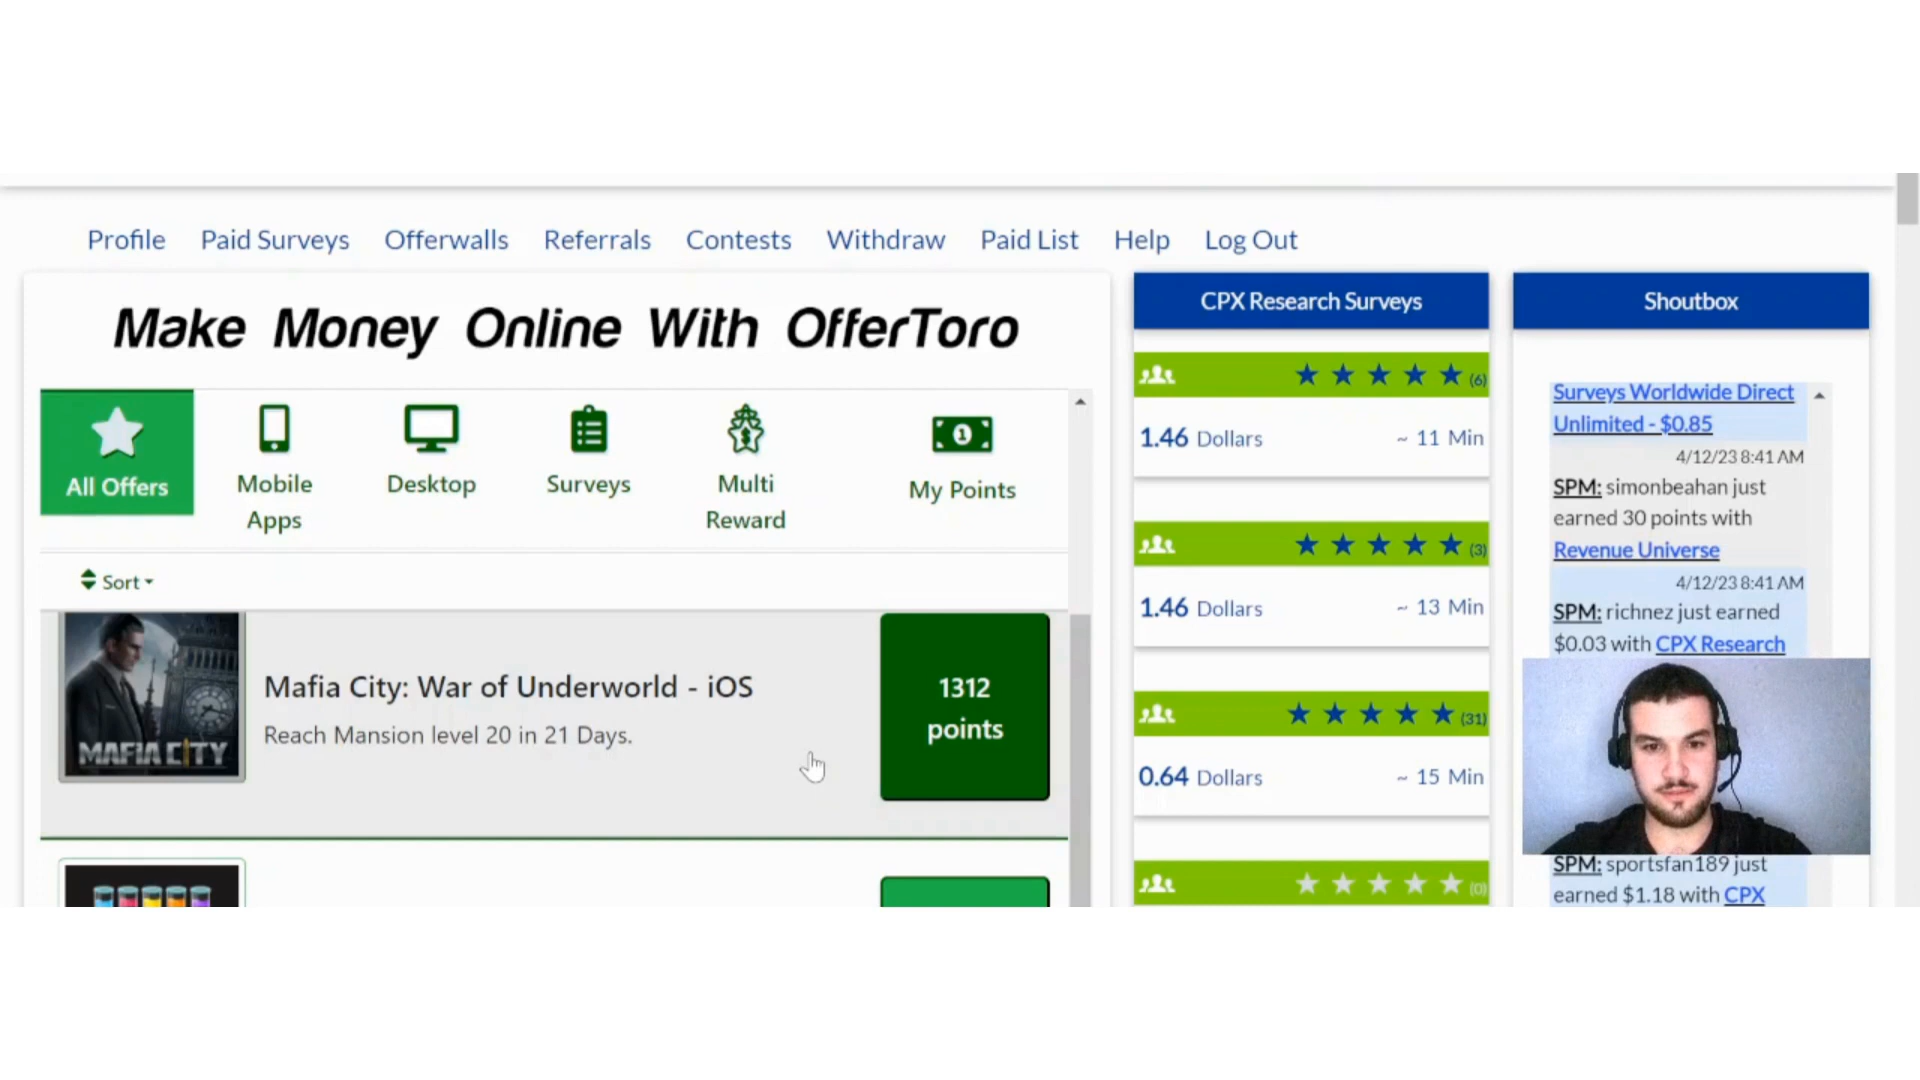 Profile Paid Surveys Offerwalls Referrals Contests Withdraw Paid List Help Log Out
Make Money Online With OfferToro
All Offers
Mobile
Apps
Desktop
Surveys
Multi
Reward
1
My Points
Sort
MAFIA CITY
Mafia City: War of Underworld - iOS
Reach Mansion level 20 in 21 Days.
1312
points
CPX Research Surveys
(6)
1.46 Dollars ~ 11 Min
(3)
1.46 Dollars ~ 13 Min
(31)
0.64 Dollars ~ 15 Min
(0)
Shoutbox
Surveys Worldwide Direct
Unlimited - $0.85
4/12/23 8:41 AM
SPM: simonbeahan just
earned 30 points with
Revenue Universe
4/12/23 8:41 AM
SPM: richnez just earned
$0.03 with CPX Research
SPM: sportsfan189 just
earned $1.18 with CPX